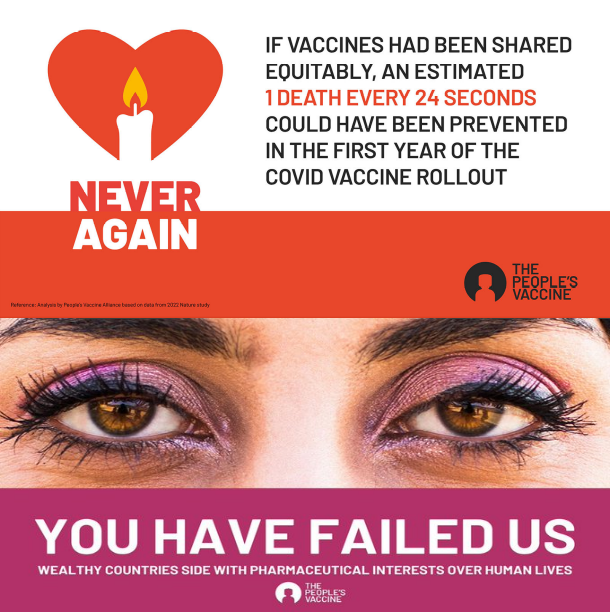 IF VACCINES HAD BEEN SHARED
EQUITABLY, AN ESTIMATED
1 DEATH EVERY 24 SECONDS
COULD HAVE BEEN PREVENTED
IN THE FIRST YEAR OF THE
COVID VACCINE ROLLOUT
NEVER
AGAIN
THE
PEOPLE'S
VACCINE
Reference: Analysis by People's Vaccine Alliance based on data from 2022 Nature study
YOU HAVE FAILED US
WEALTHY COUNTRIES SIDE WITH PHARMACEUTICAL INTERESTS OVER HUMAN LIVES
THE
PEOPLE'S
VACCINE